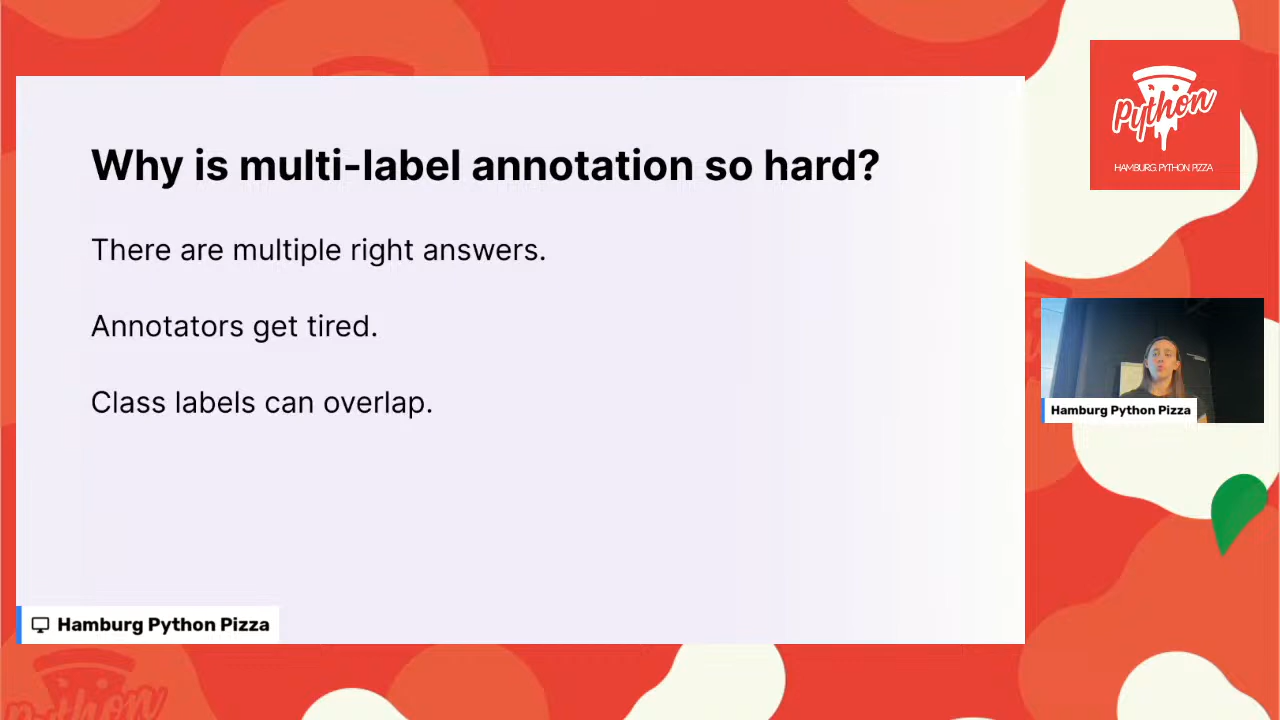 Why is multi-label annotation so hard?
There are multiple right answers.
Annotators get tired.
Class labels can overlap.
Hamburg Python Pizza
Python
HAMBURG. PYTHON PIZZA
Hamburg Python Pizza
Python